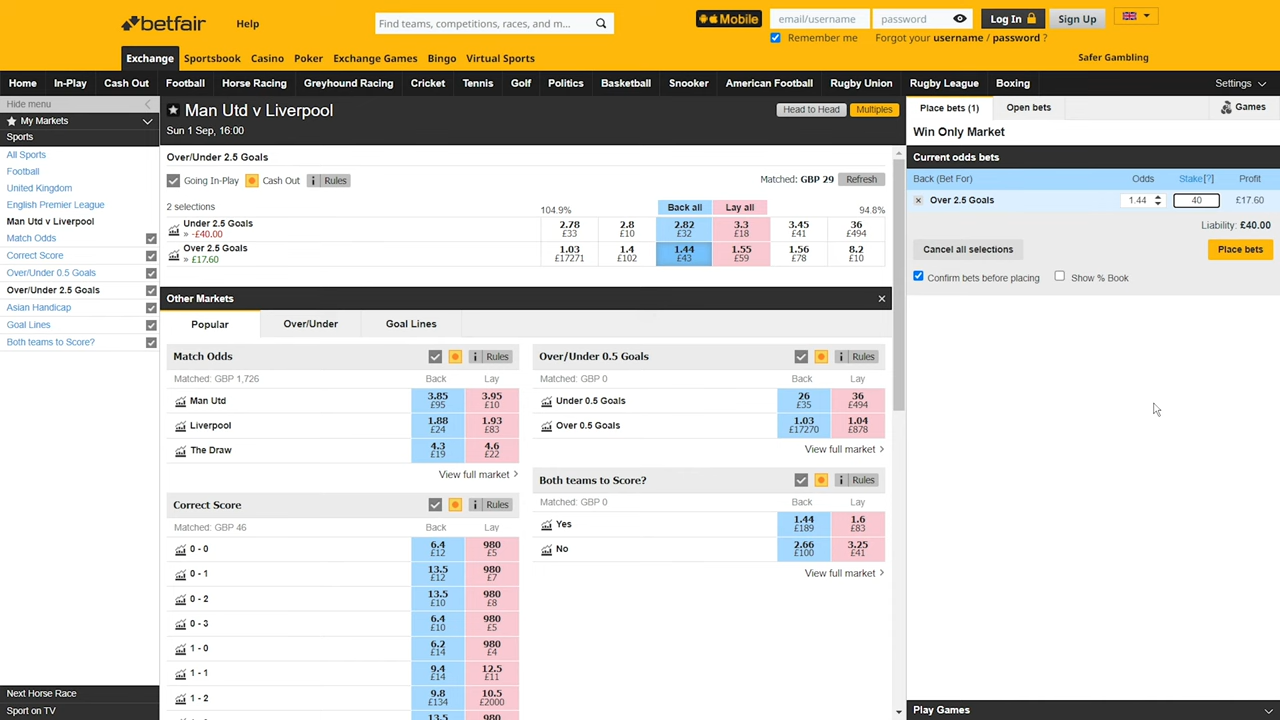 betfair
Help
Find teams, competitions, races, and m...
Mobile
email/username
password
Log In
Sign Up
Remember me
Forgot your username / password ?
Exchange
Sportsbook
Casino
Poker
Exchange Games
Bingo
Virtual Sports
Safer Gambling
Home
In-Play
Cash Out
Football
Horse Racing
Greyhound Racing
Cricket
Tennis
Golf
Politics
Basketball
Snooker
American Football
Rugby Union
Rugby League
Boxing
Settings
Hide menu
My Markets
Sports
All Sports
Football
United Kingdom
English Premier League
Man Utd v Liverpool
Match Odds
Correct Score
Over/Under 0.5 Goals
Over/Under 2.5 Goals
Asian Handicap
Goal Lines
Both teams to Score?
Next Horse Race
Sport on TV
Man Utd v Liverpool
Head to Head
Multiples
Sun 1 Sep, 16:00
Over/Under 2.5 Goals
Going In-Play
Cash Out
i Rules
Matched: GBP 29
Refresh
2 selections
104.9%
Back all
Lay all
94.8%
Under 2.5 Goals
» -£40.00
2.78 2.8 2.82 3.3 3.45 36
£33 £10 £32 £18 £41 £494
Over 2.5 Goals
» £17.60
1.03 1.4 1.44 1.55 1.56 8.2
£17271 £102 £43 £59 £78 £10
Other Markets
Popular
Over/Under
Goal Lines
Match Odds
i Rules
Matched: GBP 1,726
Back Lay
Man Utd
3.85 3.95
£95 £10
Liverpool
1.88 1.93
£24 £83
The Draw
4.3 4.6
£19 £22
View full market
Correct Score
i Rules
Matched: GBP 46
Back Lay
0 - 0
6.4 980
£12 £5
0 - 1
13.5 980
£12 £7
0 - 2
13.5 980
£10 £8
0 - 3
6.4 980
£10 £5
1 - 0
6.2 980
£14 £4
1 - 1
9.4 12.5
£14 £11
1 - 2
9.8 10.5
£134 £2000
13.5 980
Over/Under 0.5 Goals
i Rules
Matched: GBP 0
Back Lay
Under 0.5 Goals
26 36
£35 £494
Over 0.5 Goals
1.03 1.04
£17270 £878
View full market
Both teams to Score?
i Rules
Matched: GBP 0
Back Lay
Yes
1.44 1.6
£189 £83
No
2.66 3.25
£100 £41
View full market
Place bets (1)
Open bets
Games
Win Only Market
Current odds bets
Back (Bet For) Odds Stake[?] Profit
Over 2.5 Goals 1.44 40 £17.60
Liability: £40.00
Cancel all selections
Place bets
Confirm bets before placing
Show % Book
Play Games